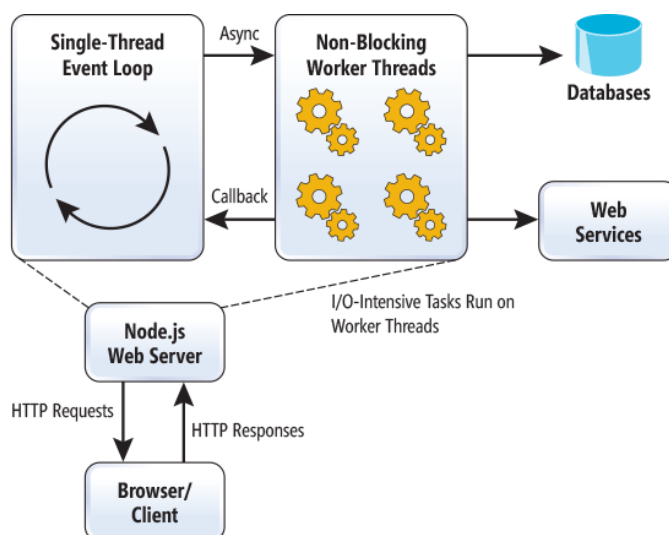 Single-Thread
Event Loop
Async
Non-Blocking
Worker Threads
Databases
Callback
Web
Services
I/O-Intensive Tasks Run on
Worker Threads
Node.js
Web Server
HTTP Requests
HTTP Responses
Browser/
Client